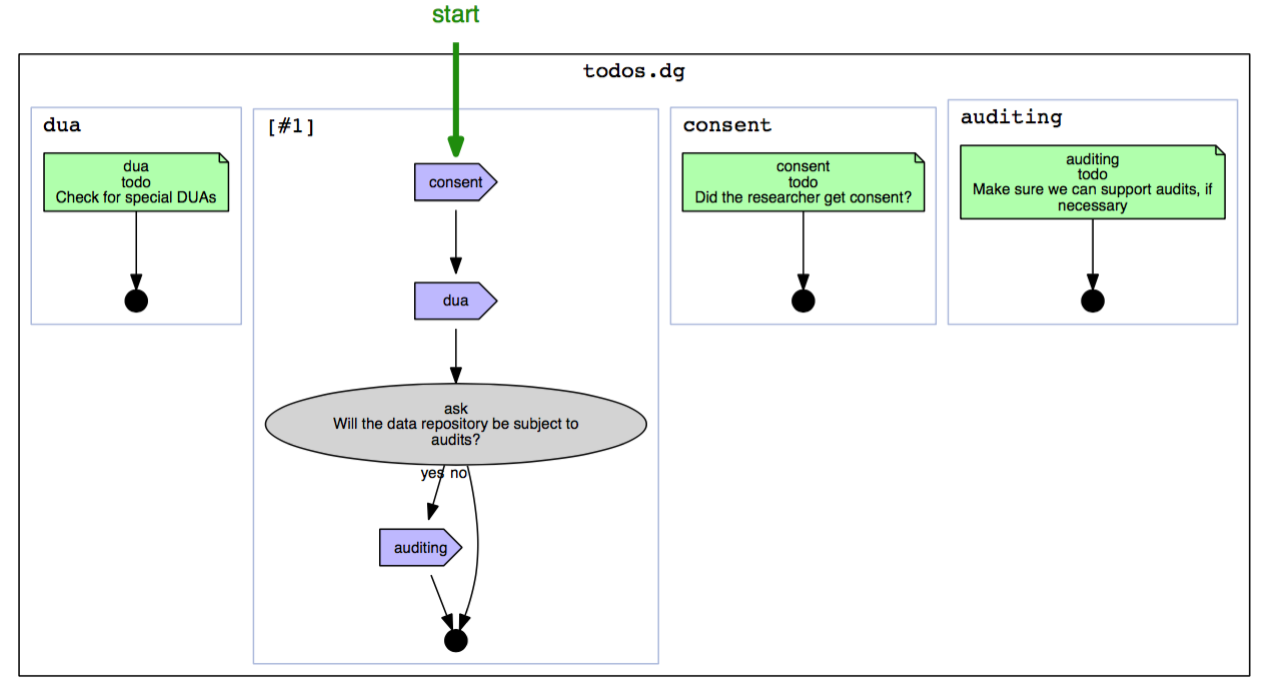 start
todos.dg
dua
dua
todo
Check for special DUAs
[#1]
consent
dua
ask
Will the data repository be subject to
audits?
yes no
auditing
consent
consent
todo
Did the researcher get consent?
auditing
auditing
todo
Make sure we can support audits, if
necessary